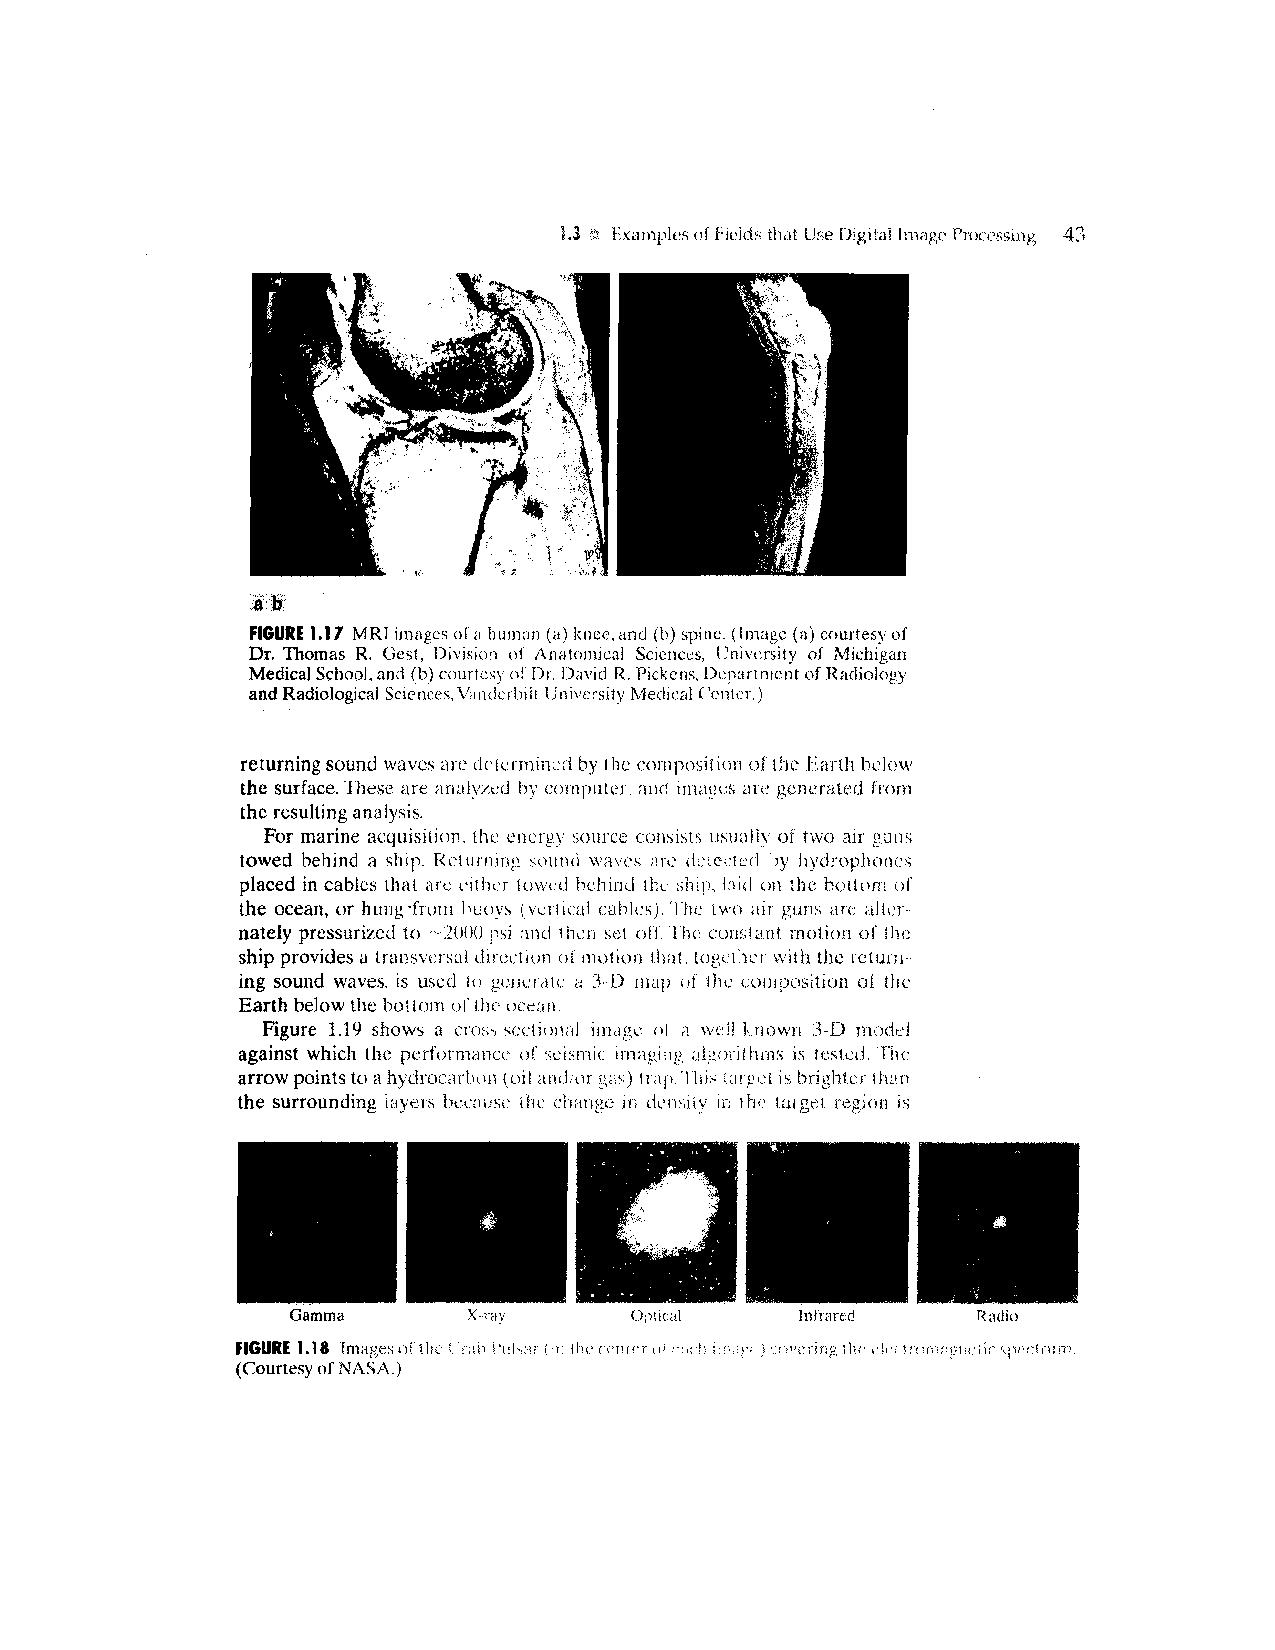 1.3 Examples of Fields that Use Digital Image Processing 43
a b
FIGURE 1.17 MRI images of a human (a) knee, and (b) spine. (Image (a) courtesy of
Dr. Thomas R. Gest, Division of Anatomical Sciences, University of Michigan
Medical School, and (b) courtesy of Dr. David R. Pickens, Department of Radiology
and Radiological Sciences, Vanderbilt University Medical Center.)
returning sound waves are determined by the composition of the Earth below
the surface. These are analyzed by computer, and images are generated from
the resulting analysis.
For marine acquisition, the energy source consists usually of two air guns
towed behind a ship. Returning sound waves are detected by hydrophones
placed in cables that are either towed behind the ship, laid on the bottom of
the ocean, or hung from buoys (vertical cables). The two air guns are alter-
nately pressurized to ~2000 psi and then set off. The constant motion of the
ship provides a transversal direction of motion that, together with the return-
ing sound waves, is used to generate a 3-D map of the composition of the
Earth below the bottom of the ocean.
Figure 1.19 shows a cross-sectional image of a well-known 3-D model
against which the performance of seismic imaging algorithms is tested. The
arrow points to a hydrocarbon (oil and/or gas) trap. This target is brighter than
the surrounding layers because the change in density in the target region is
Gamma X-ray Optical Infrared Radio
FIGURE 1.18 Images of the Crab Pulsar (in the center of each image) covering the electromagnetic spectrum.
(Courtesy of NASA.)